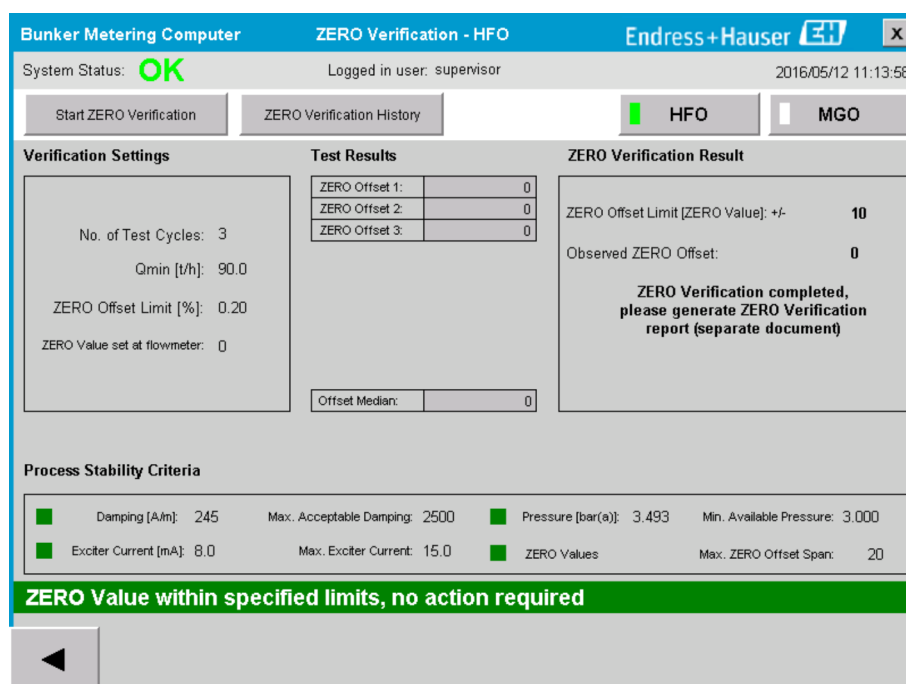 Bunker Metering Computer ZERO Verification - HFO Endress+Hauser EH X
System Status: OK Logged in user: supervisor 2016/05/12 11:13:58
Start ZERO Verification ZERO Verification History HFO MGO
Verification Settings Test Results ZERO Verification Result
No. of Test Cycles: 3
Qmin [t/h]: 90.0
ZERO Offset Limit [%]: 0.20
ZERO Value set at flowmeter: 0
ZERO Offset 1: 0
ZERO Offset 2: 0
ZERO Offset 3: 0
Offset Median: 0
ZERO Offset Limit [ZERO Value]: +/- 10
Observed ZERO Offset: 0
ZERO Verification completed,
please generate ZERO Verification
report (separate document)
Process Stability Criteria
Damping [A/m]: 245 Max. Acceptable Damping: 2500 Pressure [bar(a)]: 3.493 Min. Available Pressure: 3.000
Exciter Current [mA]: 8.0 Max. Exciter Current: 15.0 ZERO Values Max. ZERO Offset Span: 20
ZERO Value within specified limits, no action required